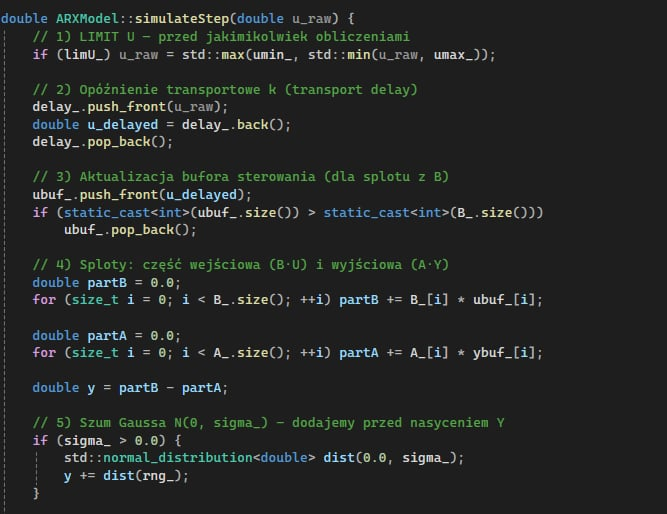 double ARXModel::simulateStep(double u_raw) {
// 1) LIMIT U — przed jakimikolwiek obliczeniami
if (limU_) u_raw = std::max(umin_, std::min(u_raw, umax_));
// 2) Opóźnienie transportowe k (transport delay)
delay_.push_front(u_raw);
double u_delayed = delay_.back();
delay_.pop_back();
// 3) Aktualizacja bufora sterowania (dla splotu z B)
ubuf_.push_front(u_delayed);
if (static_cast<int>(ubuf_.size()) > static_cast<int>(B_.size()))
ubuf_.pop_back();
// 4) Sploty: część wejściowa (B·U) i wyjściowa (A·Y)
double partB = 0.0;
for (size_t i = 0; i < B_.size(); ++i) partB += B_[i] * ubuf_[i];
double partA = 0.0;
for (size_t i = 0; i < A_.size(); ++i) partA += A_[i] * ybuf_[i];
double y = partB - partA;
// 5) Szum Gaussa N(0, sigma_) — dodajemy przed nasyceniem Y
if (sigma_ > 0.0) {
std::normal_distribution<double> dist(0.0, sigma_);
y += dist(rng_);
}